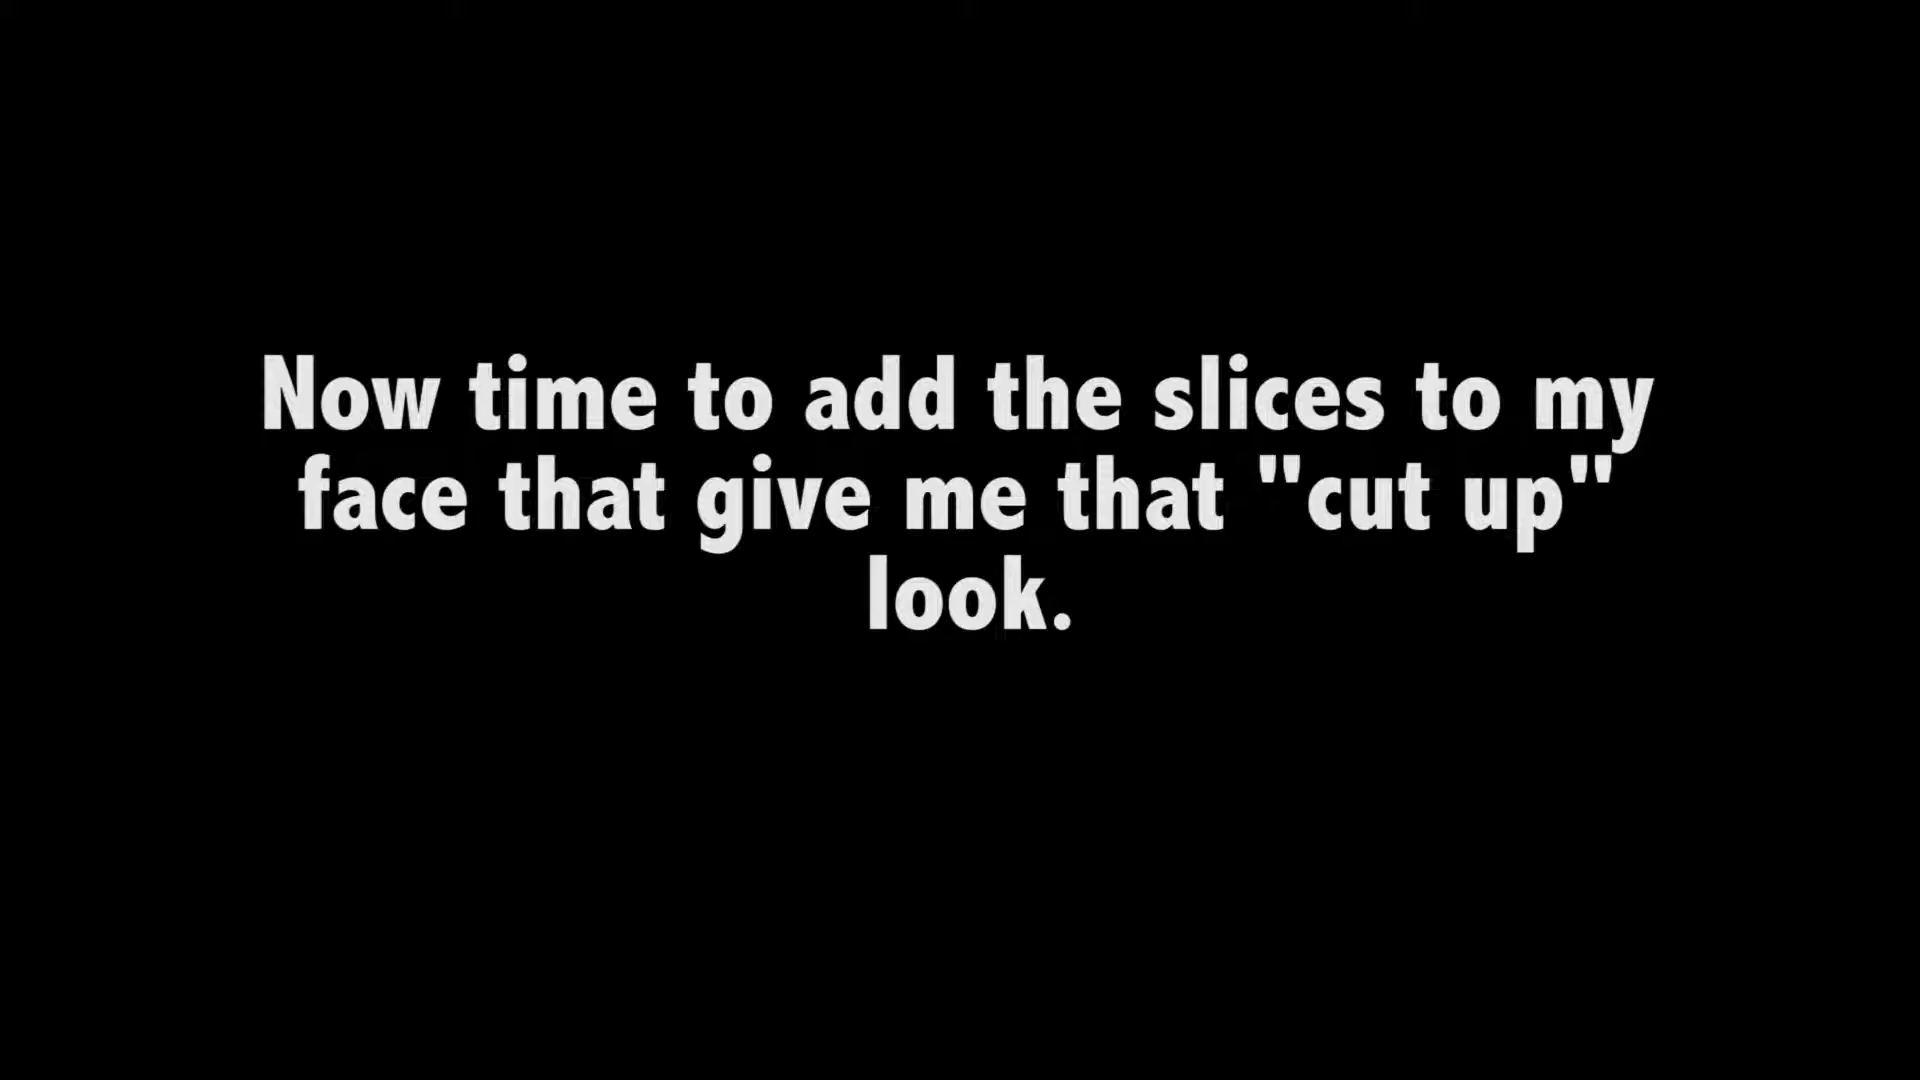 Now time to add the slices to my
face that give me that "cut up"
look.